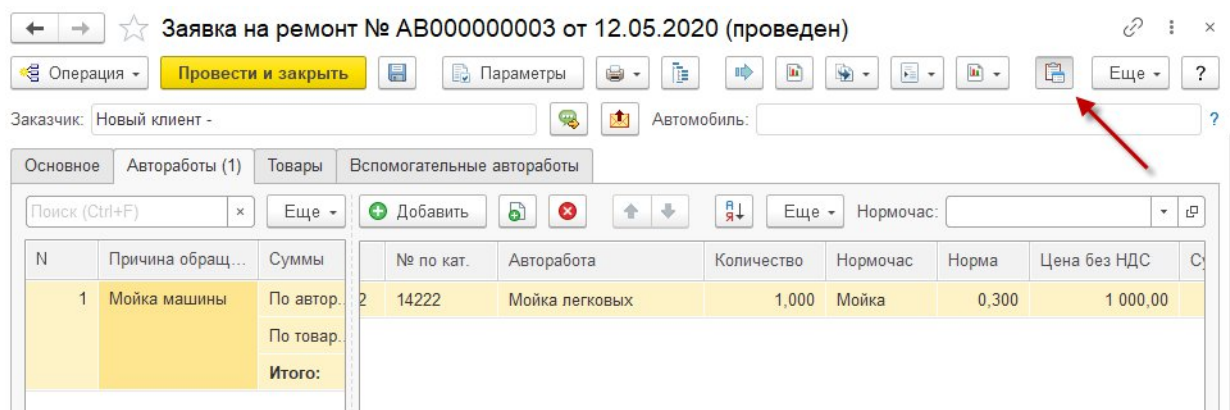 Заявка на ремонт № АВ000000003 от 12.05.2020 (проведен)
Операция Провести и закрыть Параметры Еще ?
Заказчик: Новый клиент - Автомобиль: ?
Основное Автоработы (1) Товары Вспомогательные автоработы
Поиск (Ctrl+F) × Еще Добавить Еще Нормочас:
N Причина обращ... Суммы № по кат. Авторабота Количество Нормочас Норма Цена без НДС
1 Мойка машины По автор.. 2 14222 Мойка легковых 1,000 Мойка 0,300 1 000,00
По товар..
Итого: